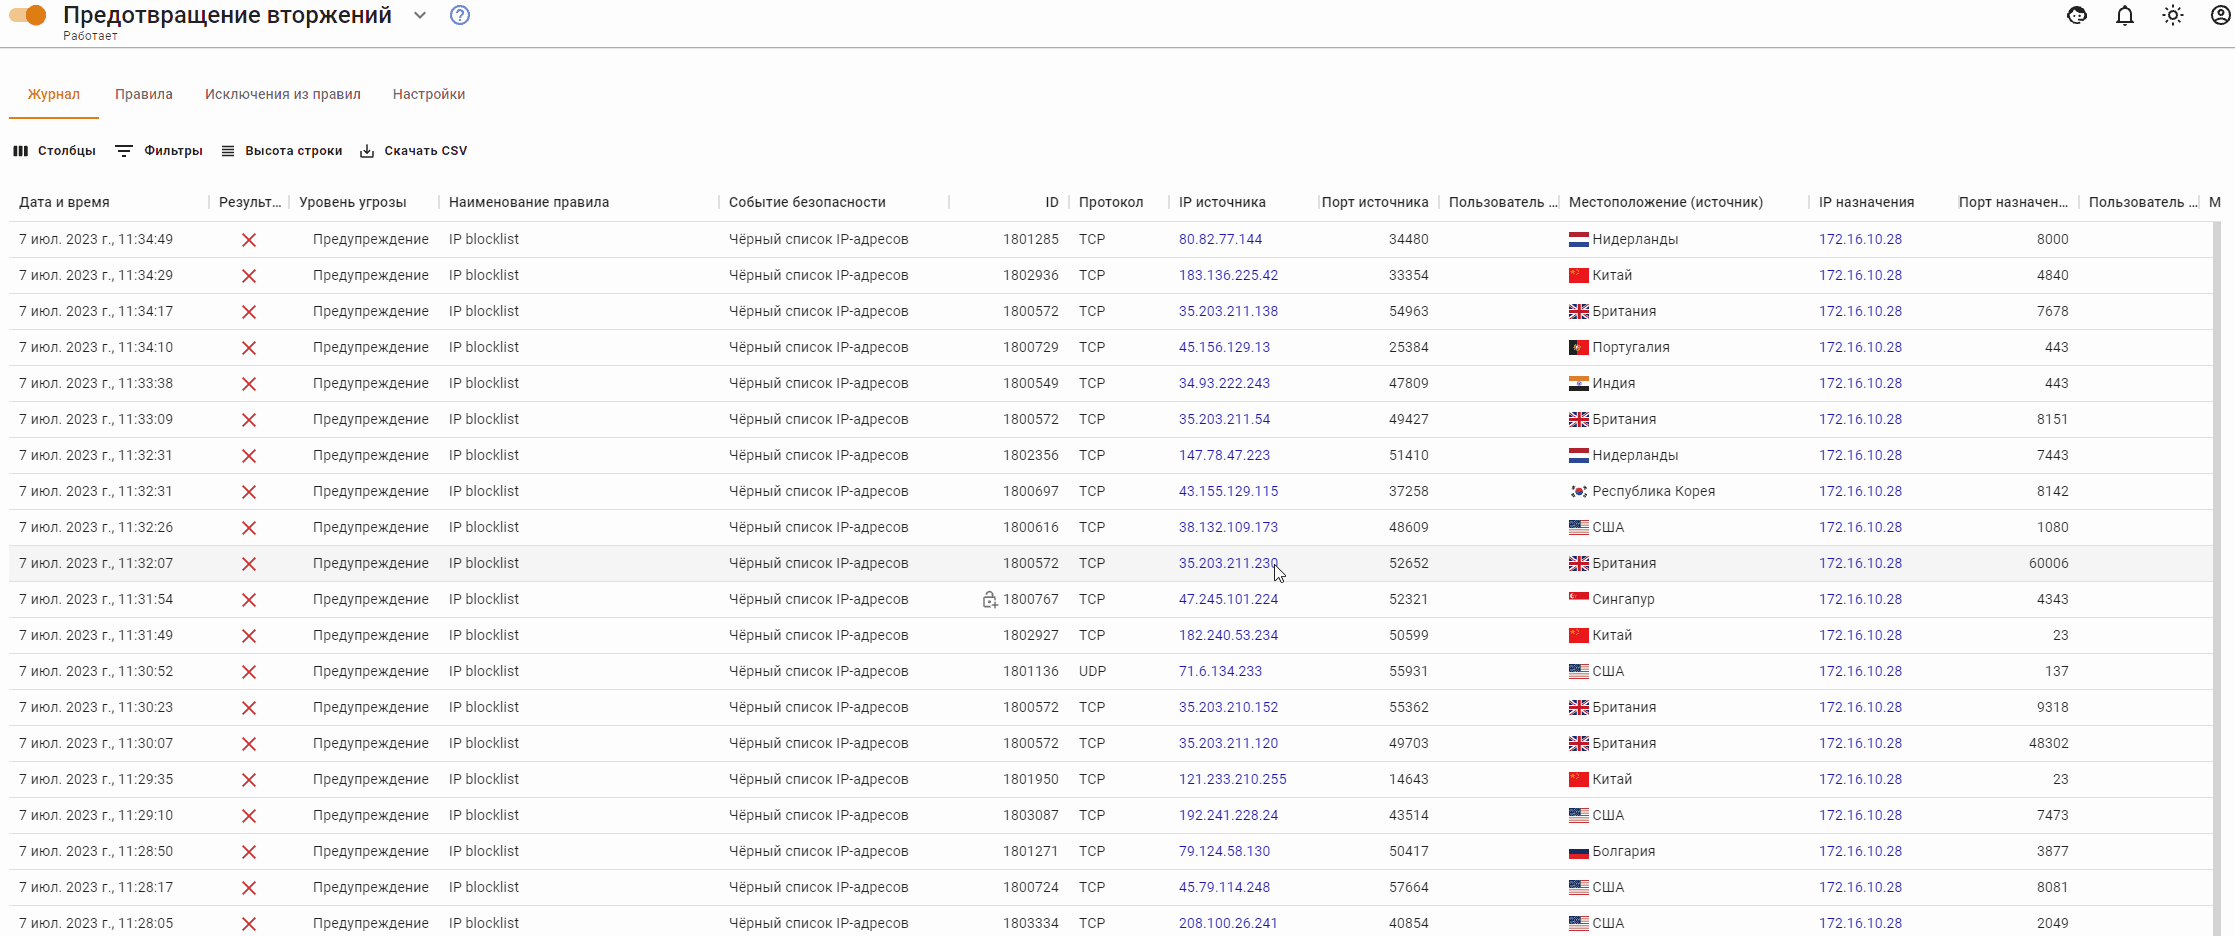 Предотвращение вторжений
Работает
Журнал Правила Исключения из правил Настройки
Столбцы Фильтры Высота строки Скачать CSV
Дата и время Результ... Уровень угрозы Наименование правила Событие безопасности ID Протокол IP источника Порт источника Пользователь ... Местоположение (источник) IP назначения Порт назначен... Пользователь ... М
7 июл. 2023 г., 11:34:49 Предупреждение IP blocklist Чёрный список IP-адресов 1801285 TCP 80.82.77.144 34480 Нидерланды 172.16.10.28 8000
7 июл. 2023 г., 11:34:29 Предупреждение IP blocklist Чёрный список IP-адресов 1802936 TCP 183.136.225.42 33354 Китай 172.16.10.28 4840
7 июл. 2023 г., 11:34:17 Предупреждение IP blocklist Чёрный список IP-адресов 1800572 TCP 35.203.211.138 54963 Британия 172.16.10.28 7678
7 июл. 2023 г., 11:34:10 Предупреждение IP blocklist Чёрный список IP-адресов 1800729 TCP 45.156.129.13 25384 Португалия 172.16.10.28 443
7 июл. 2023 г., 11:33:38 Предупреждение IP blocklist Чёрный список IP-адресов 1800549 TCP 34.93.222.243 47809 Индия 172.16.10.28 443
7 июл. 2023 г., 11:33:09 Предупреждение IP blocklist Чёрный список IP-адресов 1800572 TCP 35.203.211.54 49427 Британия 172.16.10.28 8151
7 июл. 2023 г., 11:32:31 Предупреждение IP blocklist Чёрный список IP-адресов 1802356 TCP 147.78.47.223 51410 Нидерланды 172.16.10.28 7443
7 июл. 2023 г., 11:32:31 Предупреждение IP blocklist Чёрный список IP-адресов 1800697 TCP 43.155.129.115 37258 Республика Корея 172.16.10.28 8142
7 июл. 2023 г., 11:32:26 Предупреждение IP blocklist Чёрный список IP-адресов 1800616 TCP 38.132.109.173 48609 США 172.16.10.28 1080
7 июл. 2023 г., 11:32:07 Предупреждение IP blocklist Чёрный список IP-адресов 1800572 TCP 35.203.211.230 52652 Британия 172.16.10.28 60006
7 июл. 2023 г., 11:31:54 Предупреждение IP blocklist Чёрный список IP-адресов 1800767 TCP 47.245.101.224 52321 Сингапур 172.16.10.28 4343
7 июл. 2023 г., 11:31:49 Предупреждение IP blocklist Чёрный список IP-адресов 1802927 TCP 182.240.53.234 50599 Китай 172.16.10.28 23
7 июл. 2023 г., 11:30:52 Предупреждение IP blocklist Чёрный список IP-адресов 1801136 UDP 71.6.134.233 55931 США 172.16.10.28 137
7 июл. 2023 г., 11:30:23 Предупреждение IP blocklist Чёрный список IP-адресов 1800572 TCP 35.203.210.152 55362 Британия 172.16.10.28 9318
7 июл. 2023 г., 11:30:07 Предупреждение IP blocklist Чёрный список IP-адресов 1800572 TCP 35.203.211.120 49703 Британия 172.16.10.28 48302
7 июл. 2023 г., 11:29:35 Предупреждение IP blocklist Чёрный список IP-адресов 1801950 TCP 121.233.210.255 14643 Китай 172.16.10.28 23
7 июл. 2023 г., 11:29:10 Предупреждение IP blocklist Чёрный список IP-адресов 1803087 TCP 192.241.228.24 43514 США 172.16.10.28 7473
7 июл. 2023 г., 11:28:50 Предупреждение IP blocklist Чёрный список IP-адресов 1801271 TCP 79.124.58.130 50417 Болгария 172.16.10.28 3877
7 июл. 2023 г., 11:28:17 Предупреждение IP blocklist Чёрный список IP-адресов 1800724 TCP 45.79.114.248 57664 США 172.16.10.28 8081
7 июл. 2023 г., 11:28:05 Предупреждение IP blocklist Чёрный список IP-адресов 1803334 TCP 208.100.26.241 40854 США 172.16.10.28 2049